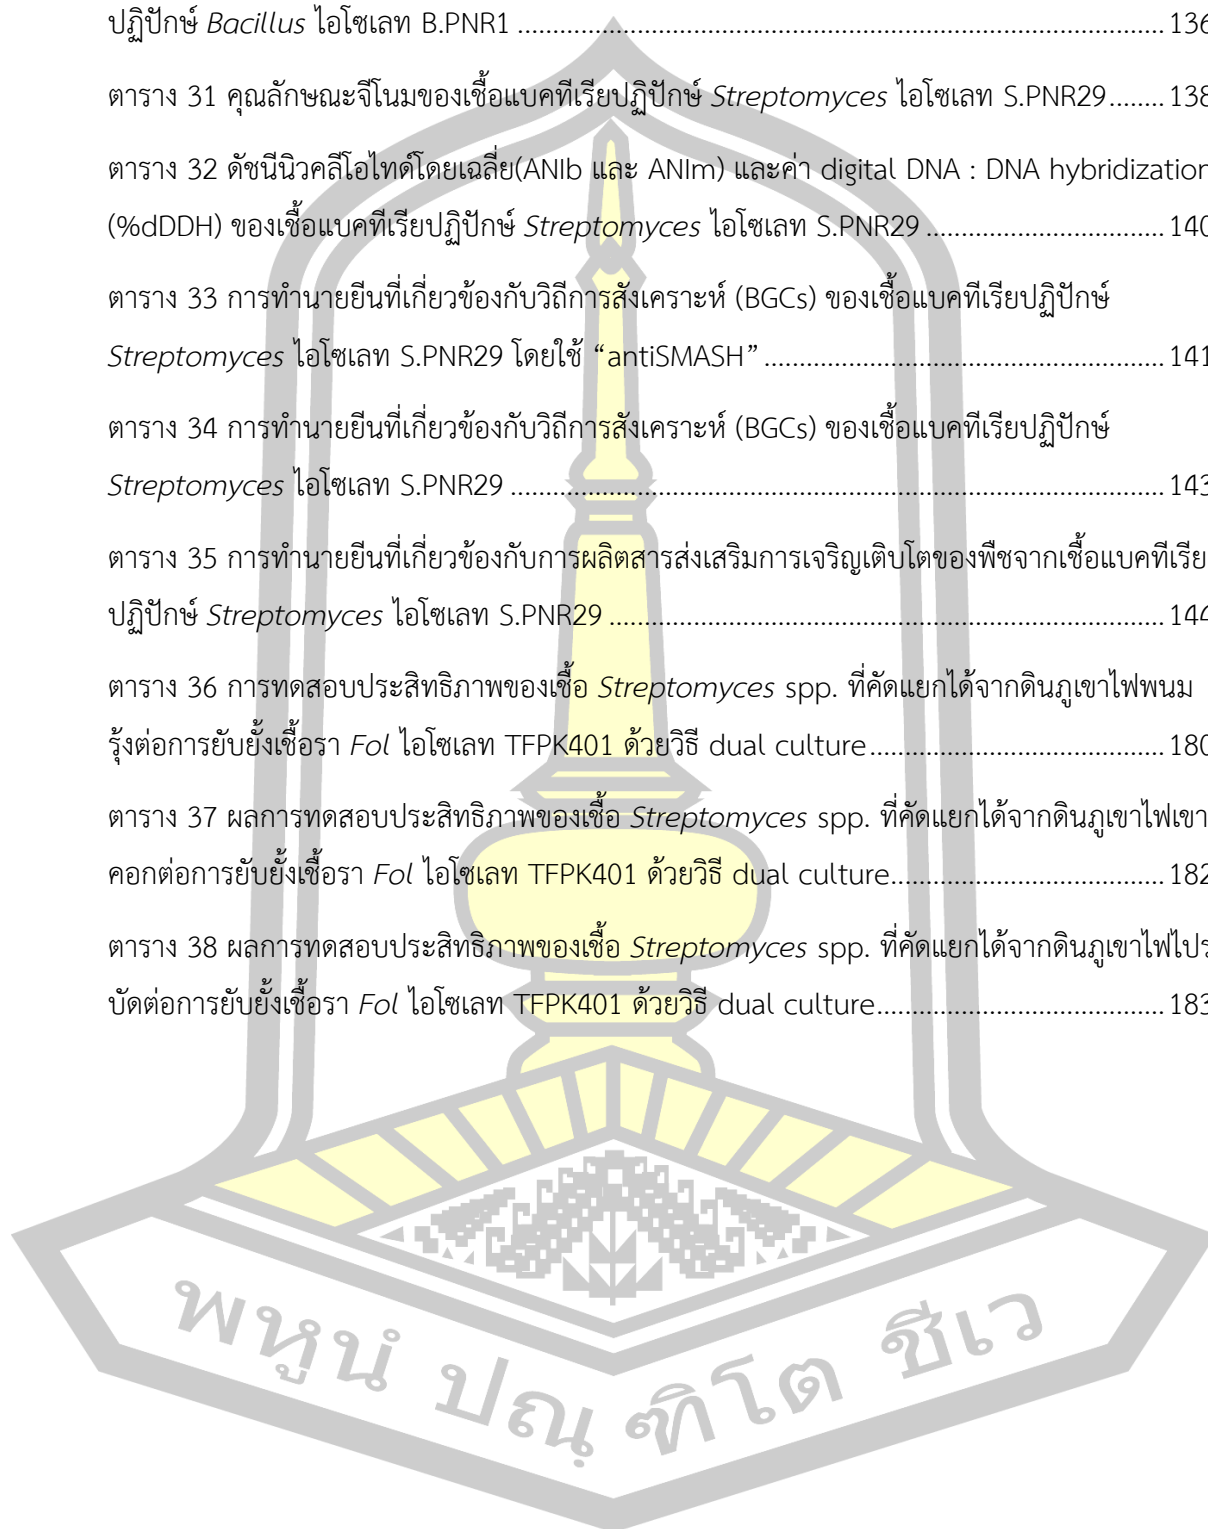 ปฏิปักษ์ Bacillus ไอโซเลท B.PNR1 ........................................ 136
ตาราง 31 คุณลักษณะจีโนมของเชื้อแบคทีเรียปฏิปักษ์ Streptomyces ไอโซเลท S.PNR29........ 138
ตาราง 32 ดัชนีนิวคลีโอไทด์โดยเฉลี่ย(ANIb และ ANIm) และค่า digital DNA : DNA hybridization
(%dDDH) ของเชื้อแบคทีเรียปฏิปักษ์ Streptomyces ไอโซเลท S.PNR29 ................................ 140
ตาราง 33 การทำนายยีนที่เกี่ยวข้องกับวิถีการสังเคราะห์ (BGCs) ของเชื้อแบคทีเรียปฏิปักษ์
Streptomyces ไอโซเลท S.PNR29 โดยใช้ “antiSMASH” ........................................ 141
ตาราง 34 การทำนายยีนที่เกี่ยวข้องกับวิถีการสังเคราะห์ (BGCs) ของเชื้อแบคทีเรียปฏิปักษ์
Streptomyces ไอโซเลท S.PNR29 ........................................ 143
ตาราง 35 การทำนายยีนที่เกี่ยวข้องกับการผลิตสารส่งเสริมการเจริญเติบโตของพืชจากเชื้อแบคทีเรีย
ปฏิปักษ์ Streptomyces ไอโซเลท S.PNR29 ........................................ 144
ตาราง 36 การทดสอบประสิทธิภาพของเชื้อ Streptomyces spp. ที่คัดแยกได้จากดินภูเขาไฟพนม
รุ้งต่อการยับยั้งเชื้อรา Fol ไอโซเลท TFPK401 ด้วยวิธี dual culture ........................................ 180
ตาราง 37 ผลการทดสอบประสิทธิภาพของเชื้อ Streptomyces spp. ที่คัดแยกได้จากดินภูเขาไฟเขา
คอกต่อการยับยั้งเชื้อรา Fol ไอโซเลท TFPK401 ด้วยวิธี dual culture ........................................ 182
ตาราง 38 ผลการทดสอบประสิทธิภาพของเชื้อ Streptomyces spp. ที่คัดแยกได้จากดินภูเขาไฟไปร
บัดต่อการยับยั้งเชื้อรา Fol ไอโซเลท TFPK401 ด้วยวิธี dual culture ........................................ 183
พหูนํ ปณฺฑิโต ชีเว